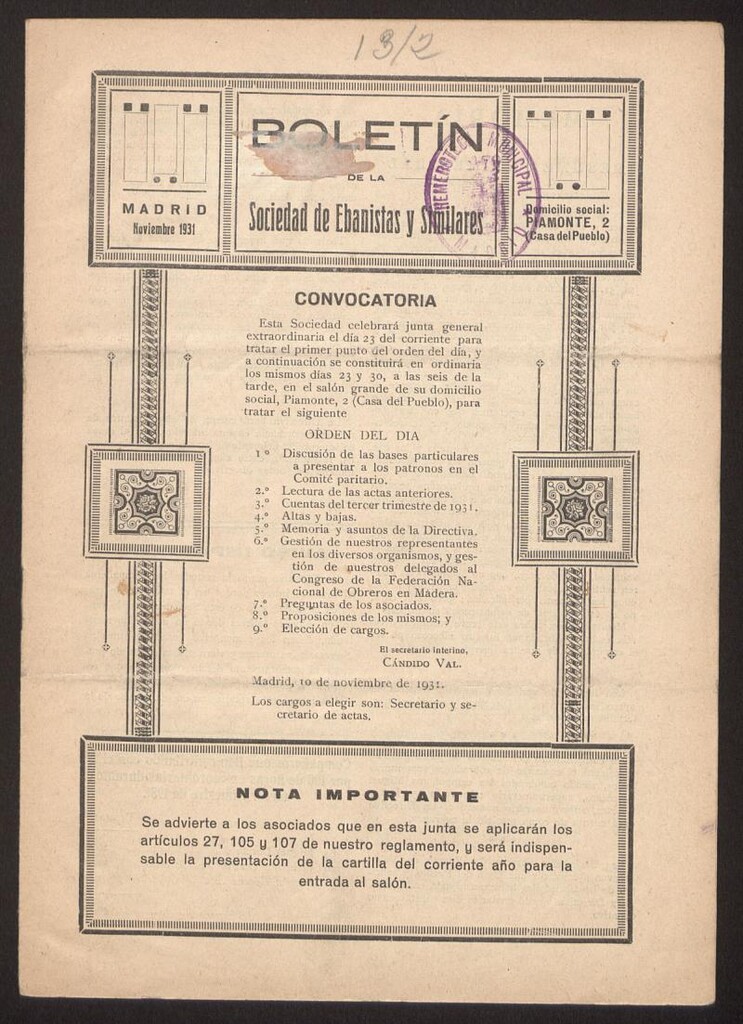 13/2
BOLETÍN
DE LA
Sociedad de Ebanistas y Similares
MADRID
Noviembre 1931
HEMEROTECA MUNICIPAL
MADRID
Domicilio social:
PIAMONTE, 2
(Casa del Pueblo)
CONVOCATORIA
Esta Sociedad celebrará junta general
extraordinaria el día 23 del corriente para
tratar el primer punto del orden del día, y
a continuación se constituirá en ordinaria
los mismos días 23 y 30, a las seis de la
tarde, en el salón grande de su domicilio
social, Piamonte, 2 (Casa del Pueblo), para
tratar el siguiente
ORDEN DEL DIA
1.º Discusión de las bases particulares
a presentar a los patronos en el
Comité paritario.
2.º Lectura de las actas anteriores.
3.º Cuentas del tercer trimestre de 1931.
4.º Altas y bajas.
5.º Memoria y asuntos de la Directiva.
6.º Gestión de nuestros representantes
en los diversos organismos, y ges-
tión de nuestros delegados al
Congreso de la Federación Na-
cional de Obreros en Madera.
7.º Preguntas de los asociados.
8.º Proposiciones de los mismos; y
9.º Elección de cargos.
El secretario interino,
CÁNDIDO VAL.
Madrid, 10 de noviembre de 1931.
Los cargos a elegir son: Secretario y se-
cretario de actas.
NOTA IMPORTANTE
Se advierte a los asociados que en esta junta se aplicarán los
artículos 27, 105 y 107 de nuestro reglamento, y será indispen-
sable la presentación de la cartilla del corriente año para la
entrada al salón.